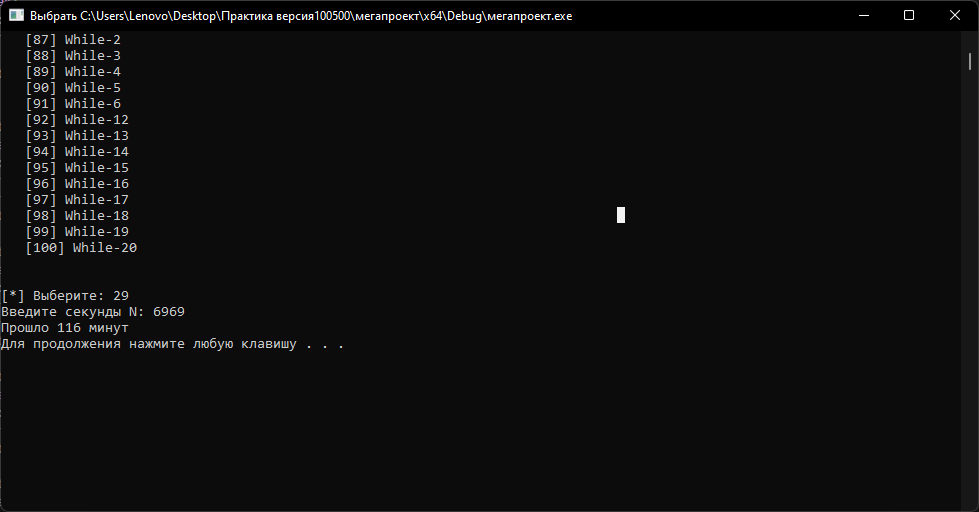 Выбрать C:\Users\Lenovo\Desktop\Практика версия100500\мегапроект\x64\Debug\мегапроект.exe
[87] While-2
[88] While-3
[89] While-4
[90] While-5
[91] While-6
[92] While-12
[93] While-13
[94] While-14
[95] While-15
[96] While-16
[97] While-17
[98] While-18
[99] While-19
[100] While-20
[*] Выберите: 29
Введите секунды N: 6969
Прошло 116 минут
Для продолжения нажмите любую клавишу . . .